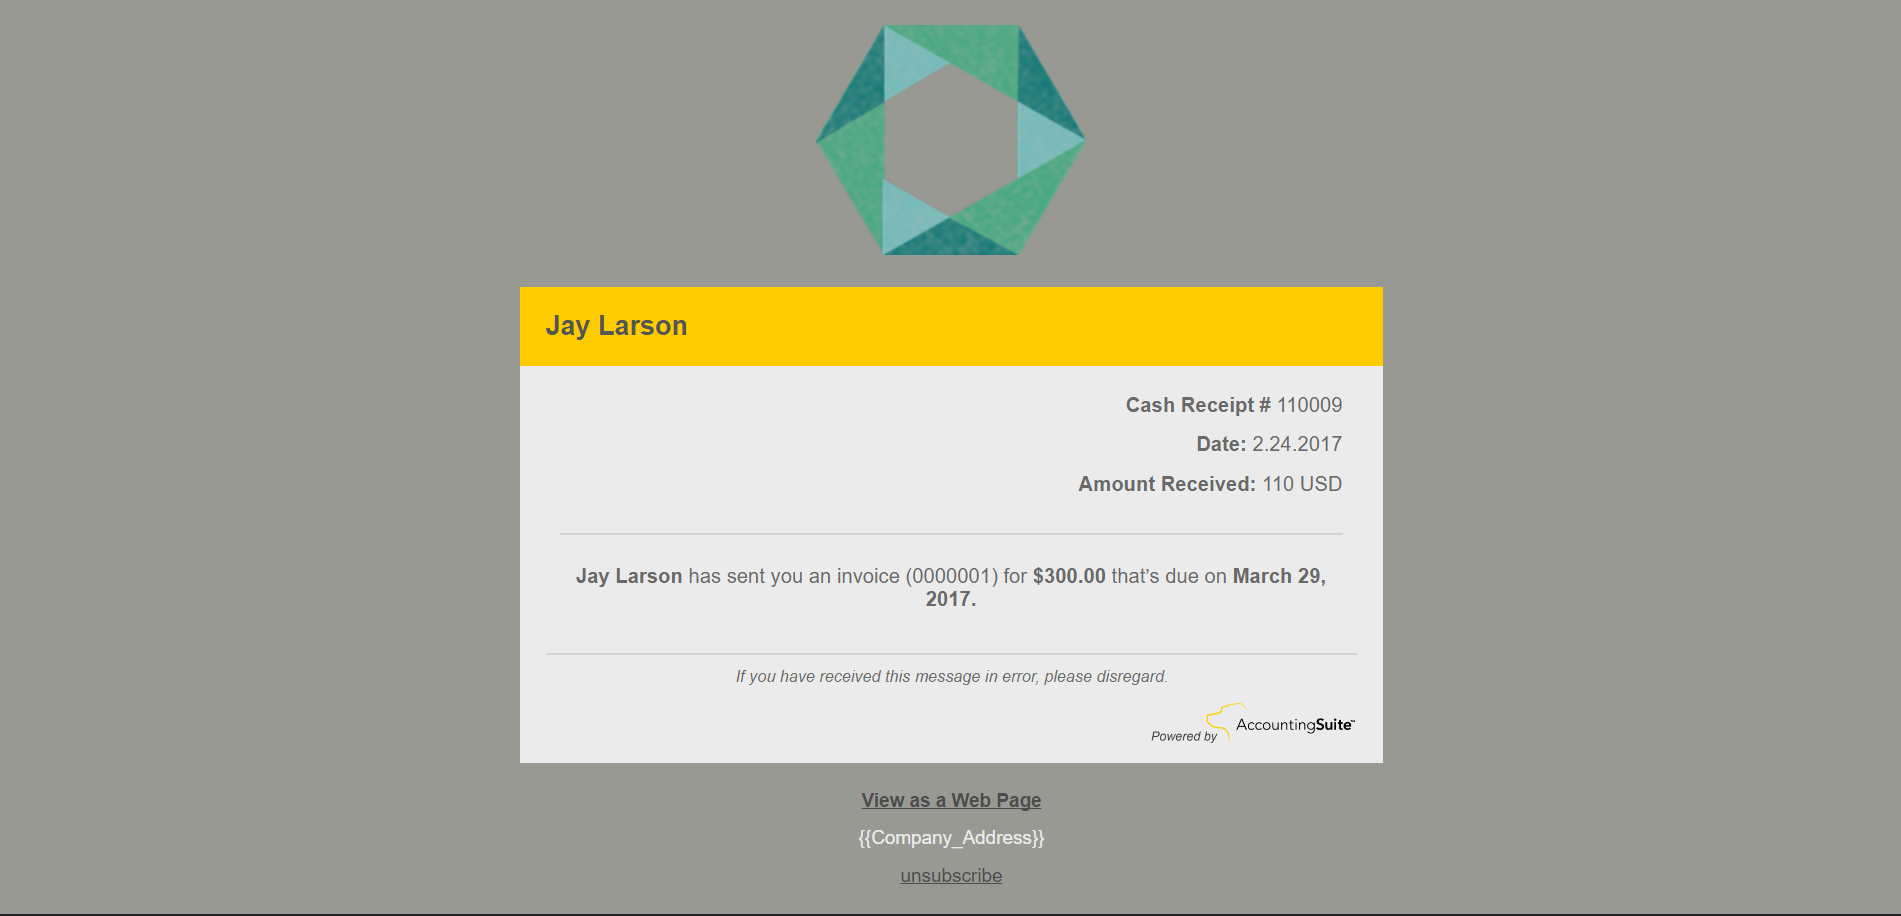 Jay Larson
Cash Receipt # 110009
Date: 2.24.2017
Amount Received: 110 USD
Jay Larson has sent you an invoice (0000001) for $300.00 that’s due on March 29,
2017.
If you have received this message in error, please disregard.
Powered by AccountingSuite™
View as a Web Page
{{Company_Address}}
unsubscribe